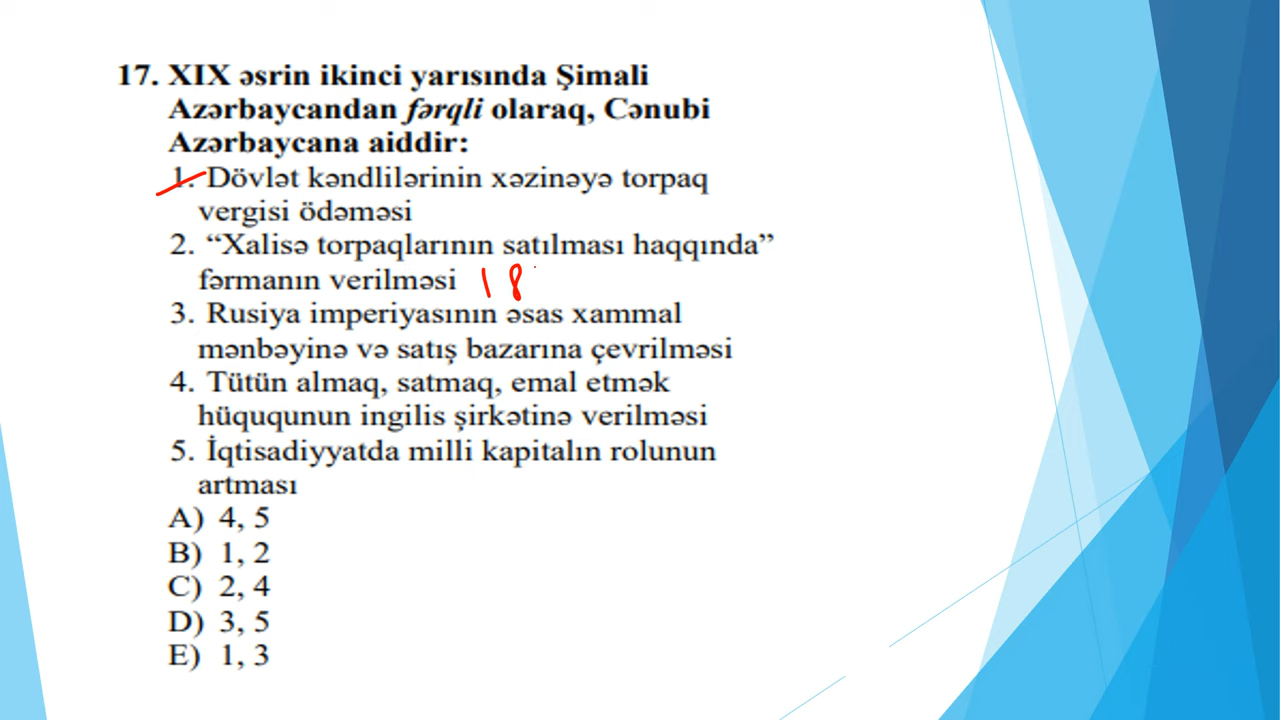 17. XIX əsrin ikinci yarısında Şimali
Azərbaycandan fərqli olaraq, Cənubi
Azərbaycana aiddir:
1. Dövlət kəndlilərinin xəzinəyə torpaq
vergisi ödəməsi
2. “Xalisə torpaqlarının satılması haqqında”
fərmanın verilməsi 18
3. Rusiya imperiyasının əsas xammal
mənbəyinə və satış bazarına çevrilməsi
4. Tütün almaq, satmaq, emal etmək
hüququnun ingilis şirkətinə verilməsi
5. İqtisadiyyatda milli kapitalın rolunun
artması
A) 4, 5
B) 1, 2
C) 2, 4
D) 3, 5
E) 1, 3